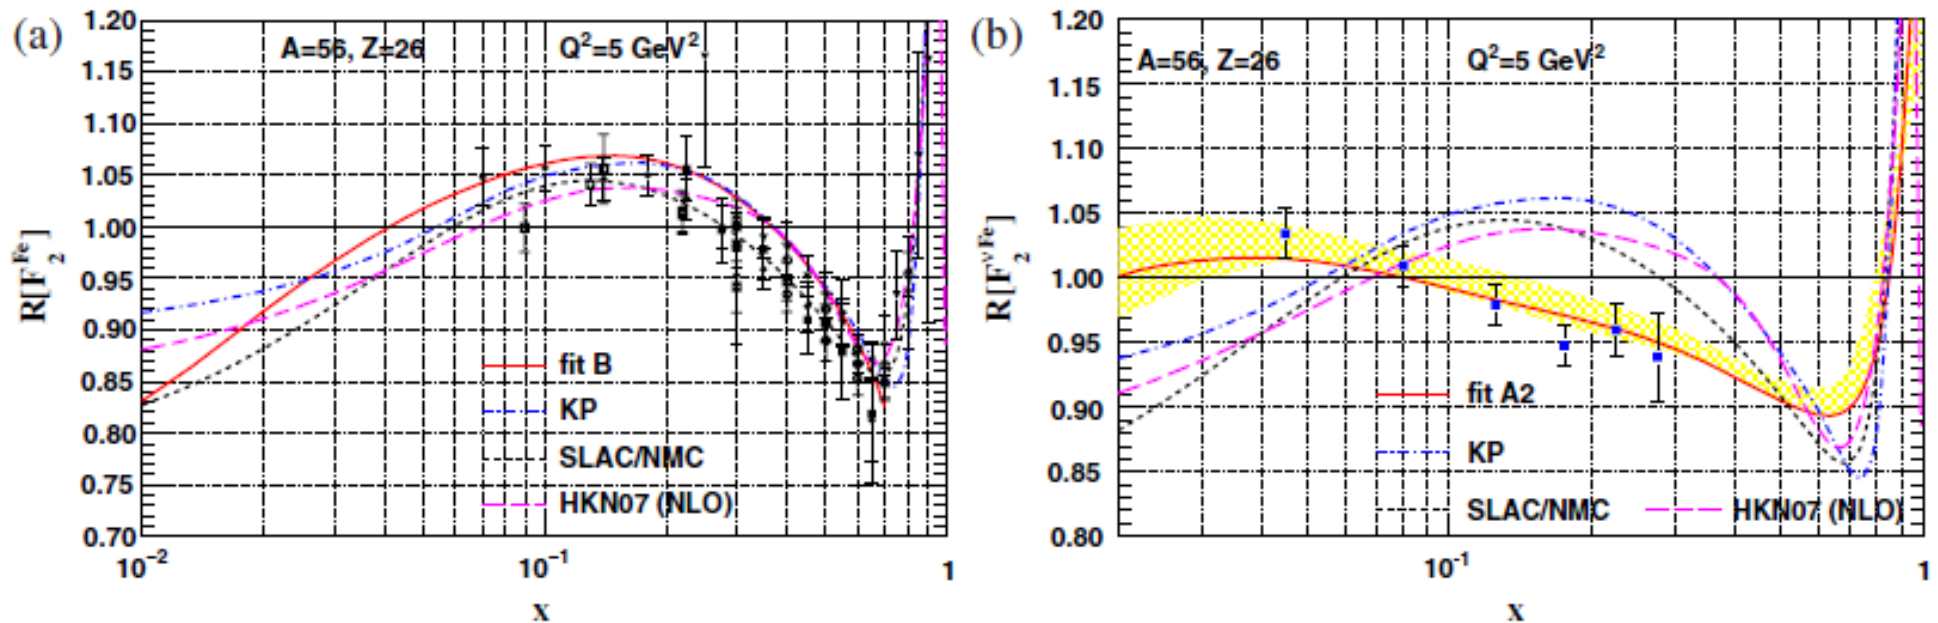 (a)
1.20
1.15
1.10
1.05
1.00
0.95
0.90
0.85
0.80
0.75
0.70
R[F₂^Fe]
A=56, Z=26
Q²=5 GeV²
fit B
KP
SLAC/NMC
HKN07 (NLO)
10⁻²
10⁻¹
1
x
(b)
1.20
1.15
1.10
1.05
1.00
0.95
0.90
0.85
0.80
R[F₂^νFe]
A=56, Z=26
Q²=5 GeV²
fit A2
KP
SLAC/NMC
HKN07 (NLO)
10⁻¹
1
x